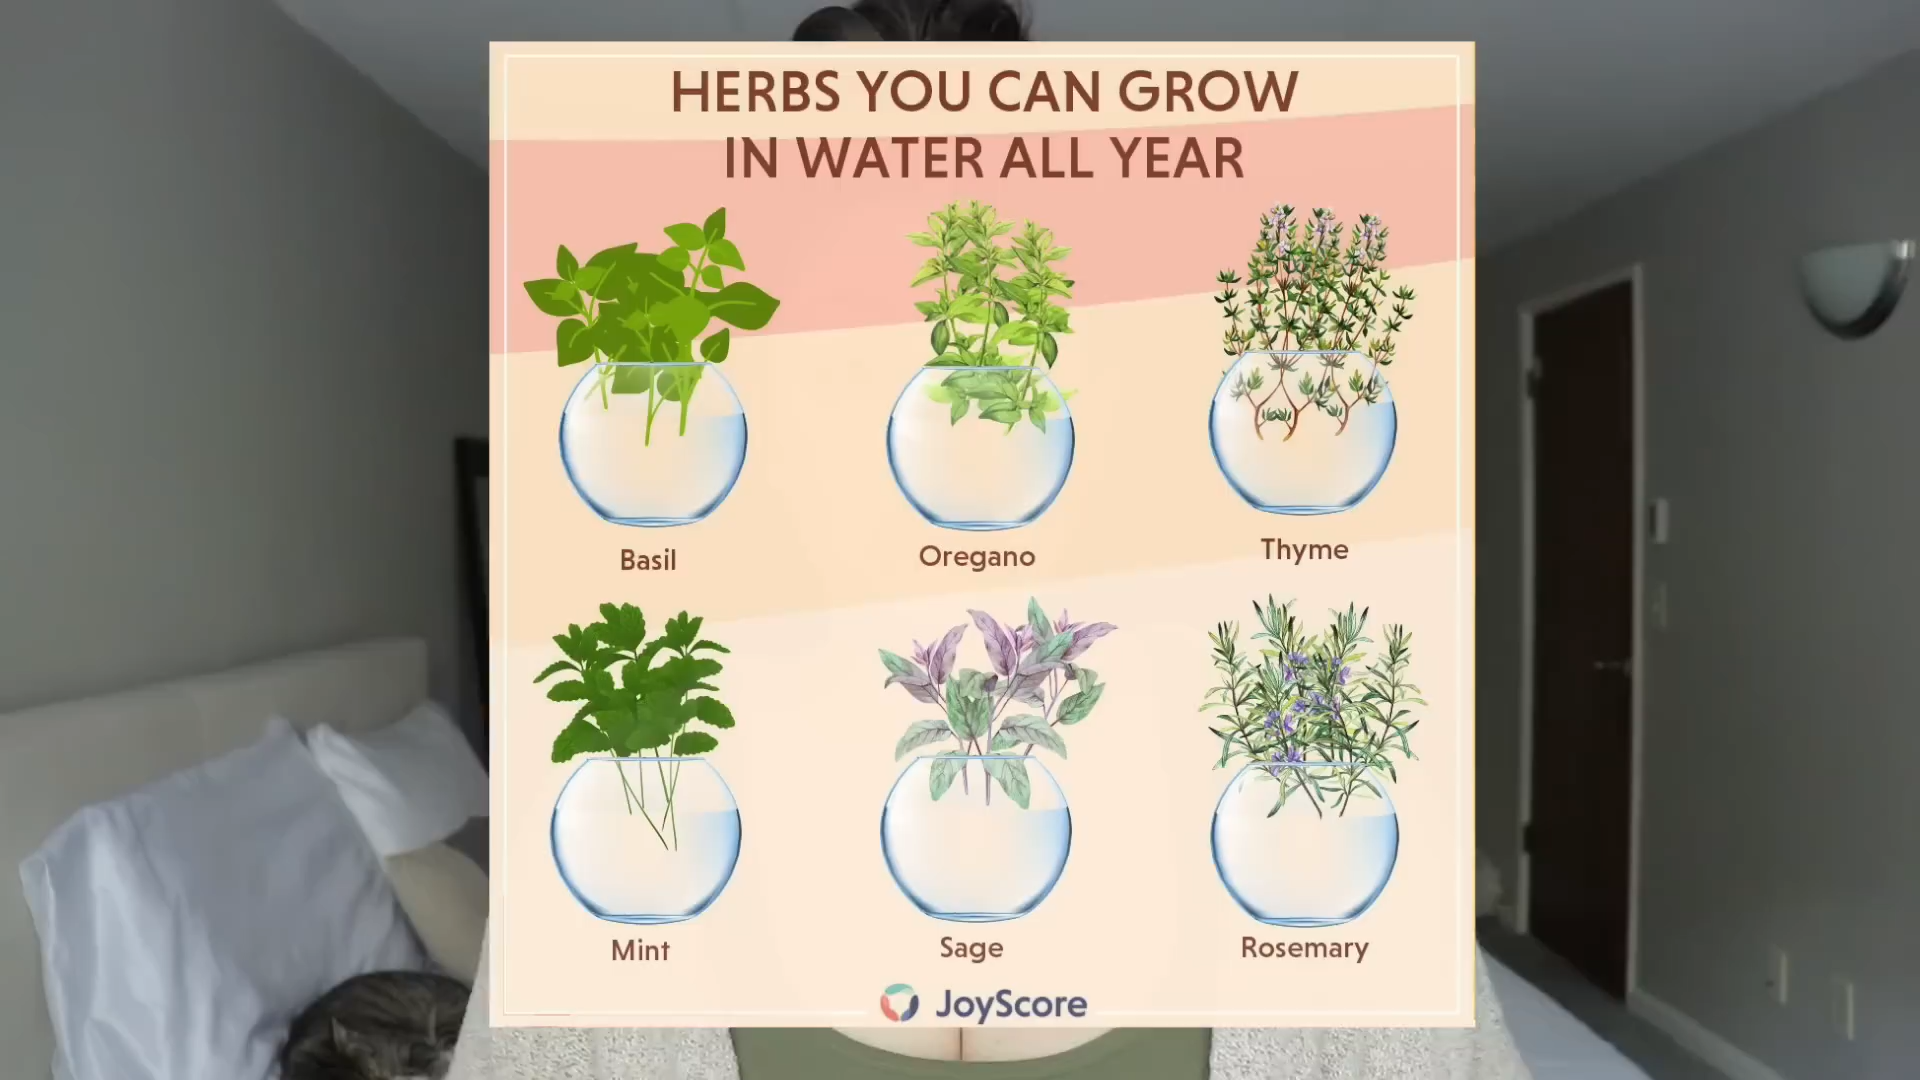 HERBS YOU CAN GROW
IN WATER ALL YEAR
Basil
Oregano
Thyme
Mint
Sage
Rosemary
JoyScore